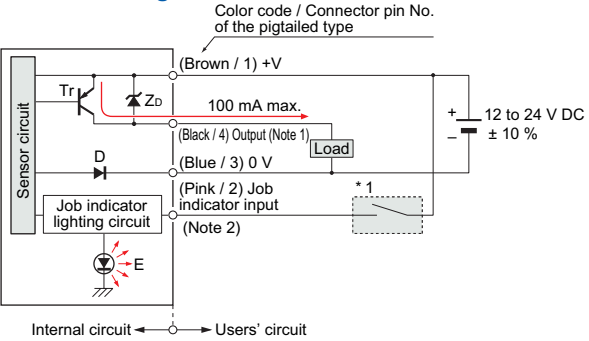 Color code / Connector pin No.
of the pigtailed type
(Brown / 1) +V
Tr
ZD
100 mA max.
+
12 to 24 V DC
–
± 10 %
(Black / 4) Output (Note 1)
Load
Sensor circuit
D
(Blue / 3) 0 V
(Pink / 2) Job
indicator input
* 1
Job indicator
lighting circuit
(Note 2)
E
Internal circuit
Users' circuit